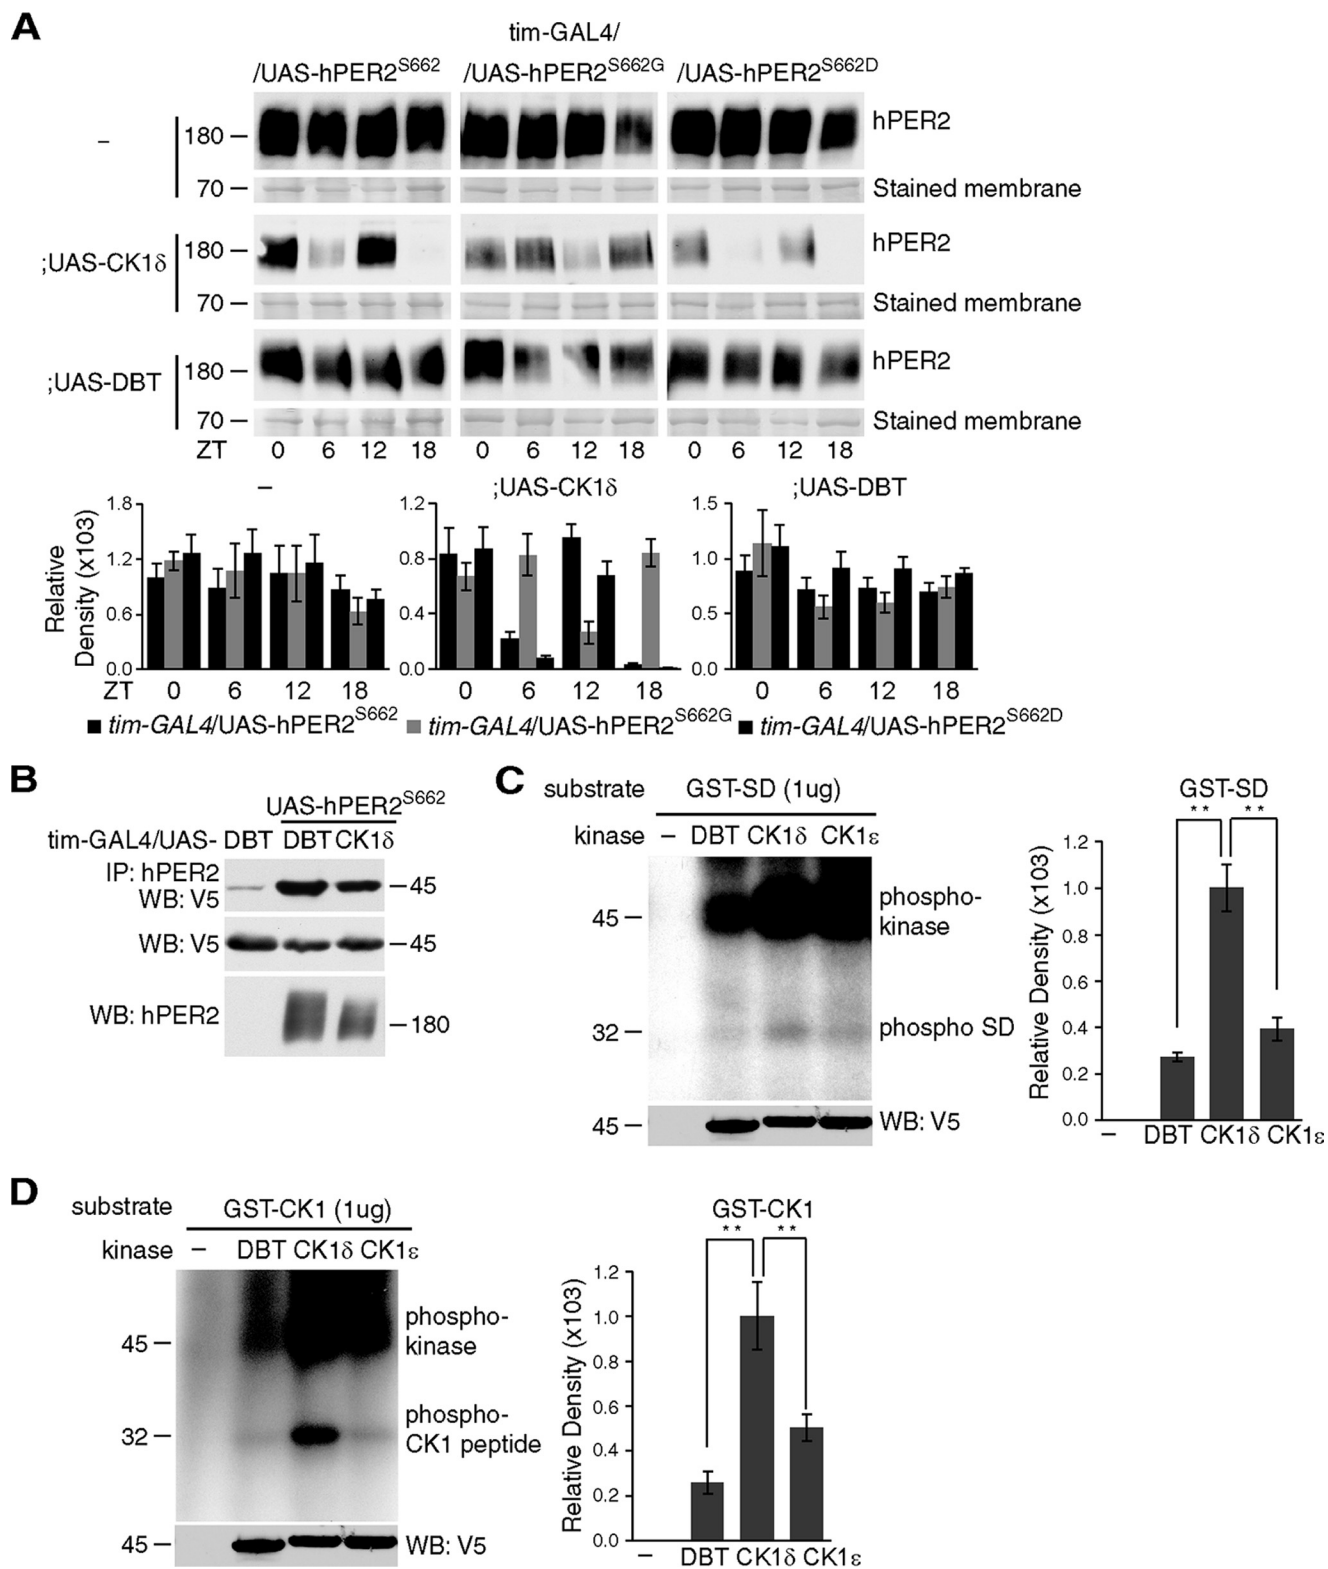 A
tim-GAL4/
/UAS-hPER2S662 /UAS-hPER2S662G /UAS-hPER2S662D
– 180 hPER2
70 Stained membrane
;UAS-CK1δ 180 hPER2
70 Stained membrane
;UAS-DBT 180 hPER2
70 Stained membrane
ZT 0 6 12 18 0 6 12 18 0 6 12 18
– ;UAS-CK1δ ;UAS-DBT
Relative Density (x103)
1.8 1.2 0.6 0.0
1.2 0.8 0.4 0.0
1.5 1.0 0.5 0.0
ZT 0 6 12 18 0 6 12 18 0 6 12 18
tim-GAL4/UAS-hPER2S662 tim-GAL4/UAS-hPER2S662G tim-GAL4/UAS-hPER2S662D
B
UAS-hPER2S662
tim-GAL4/UAS- DBT DBT CK1δ
IP: hPER2
WB: V5 45
WB: V5 45
WB: hPER2 180
C
substrate GST-SD (1ug)
kinase – DBT CK1δ CK1ε
45 phospho-
kinase
32 phospho SD
45 WB: V5
GST-SD
** **
Relative Density (x103)
1.2
1.0
0.8
0.6
0.4
0.2
0.0
– DBT CK1δ CK1ε
D
substrate GST-CK1 (1ug)
kinase – DBT CK1δ CK1ε
45 phospho-
kinase
32 phospho-
CK1 peptide
45 WB: V5
GST-CK1
** **
Relative Density (x103)
1.2
1.0
0.8
0.6
0.4
0.2
0.0
– DBT CK1δ CK1ε